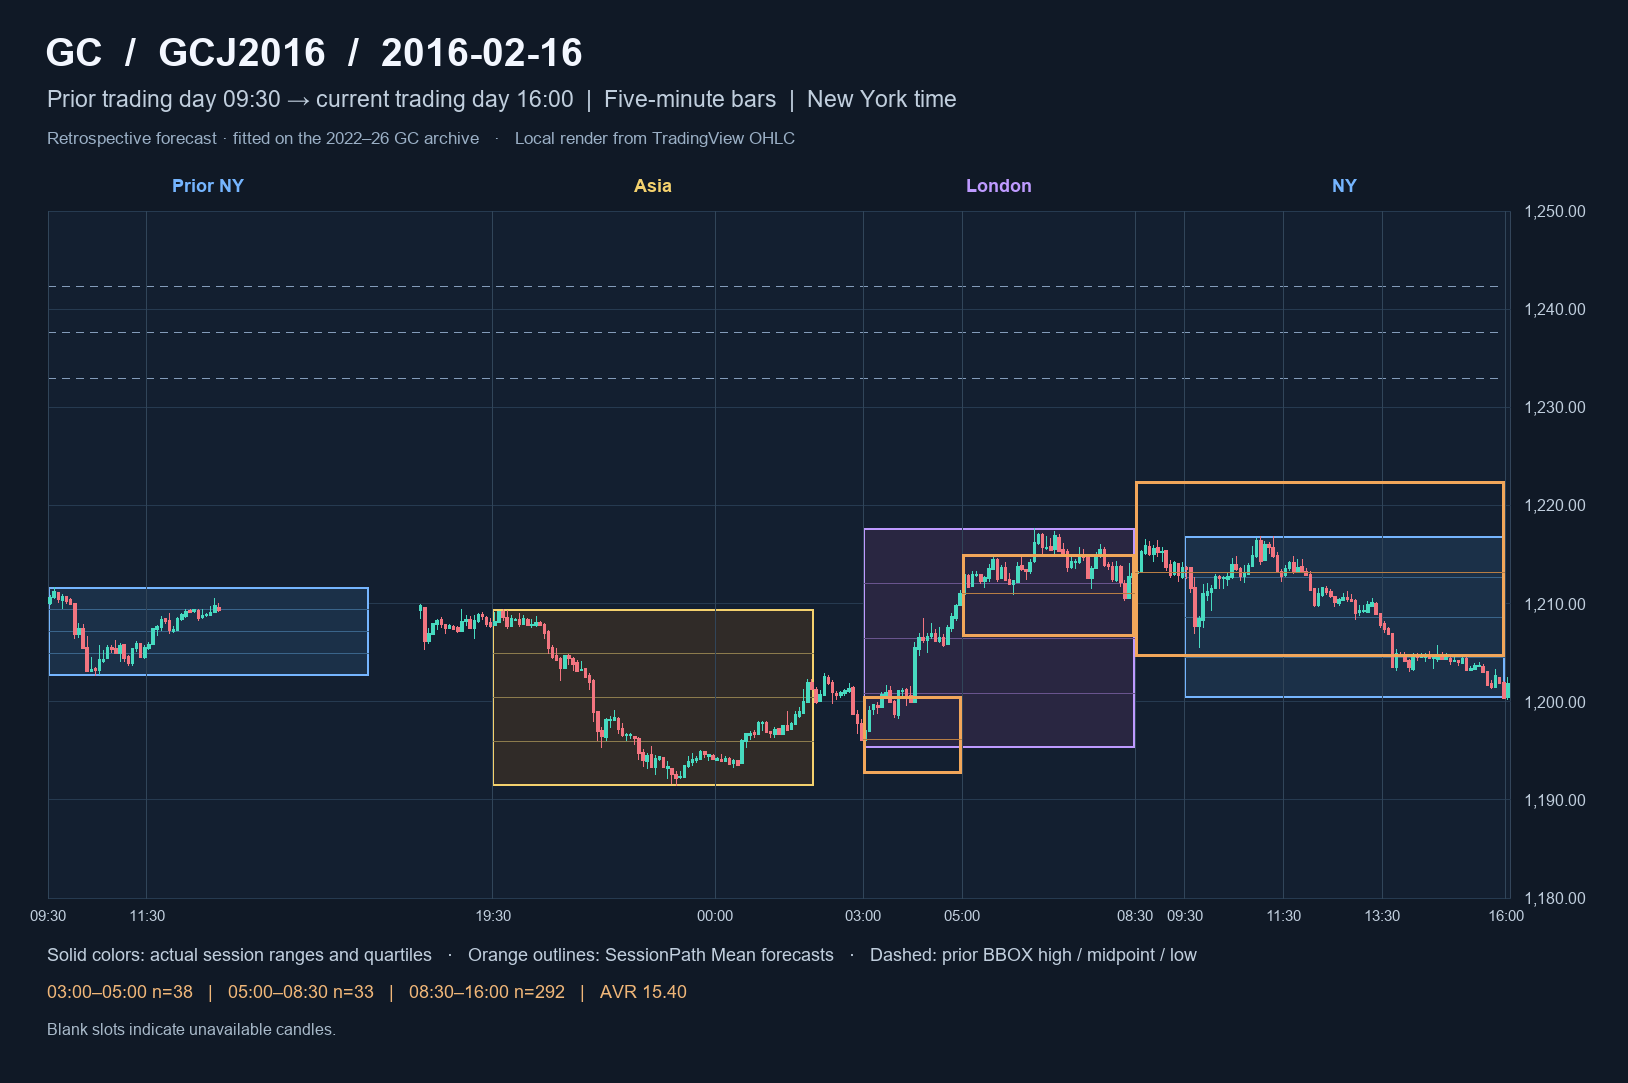 GC / GCJ2016 / 2016-02-16
Prior trading day 09:30 → current trading day 16:00 | Five-minute bars | New York time
Retrospective forecast · fitted on the 2022–26 GC archive · Local render from TradingView OHLC
Prior NY Asia London NY
1,250.00
1,240.00
1,230.00
1,220.00
1,210.00
1,200.00
1,190.00
1,180.00
09:30 11:30 19:30 00:00 03:00 05:00 08:30 09:30 11:30 13:30 16:00
Solid colors: actual session ranges and quartiles · Orange outlines: SessionPath Mean forecasts · Dashed: prior BBOX high / midpoint / low
03:00–05:00 n=38 | 05:00–08:30 n=33 | 08:30–16:00 n=292 | AVR 15.40
Blank slots indicate unavailable candles.